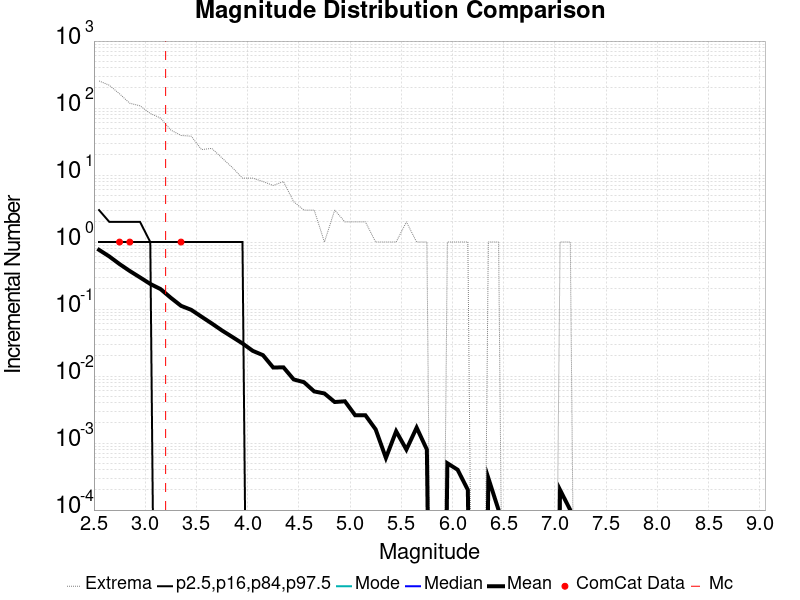 Magnitude Distribution Comparison
10^3
10^2
10^1
10^0
10^-1
10^-2
10^-3
10^-4
Incremental Number
2.5 3.0 3.5 4.0 4.5 5.0 5.5 6.0 6.5 7.0 7.5 8.0 8.5 9.0
Magnitude
Extrema p2.5,p16,p84,p97.5 Mode Median Mean ComCat Data Mc